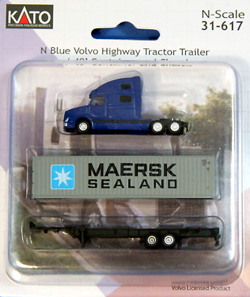 KATO
N-Scale
31-617
N Blue Volvo Highway Tractor Trailer
MAERSK
SEALAND
Volvo Licensed Product